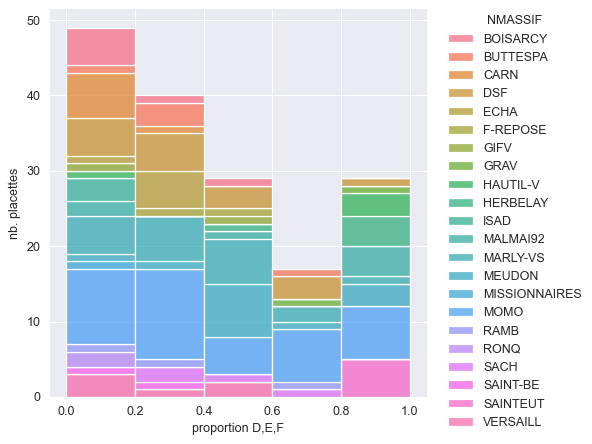 NMASSIF
BOISARCY
BUTTESPA
CARN
DSF
ECHA
F-REPOSE
GIFV
GRAV
HAUTIL-V
HERBELAY
ISAD
MALMAI92
MARLY-VS
MEUDON
MISSIONNAIRES
MOMO
RAMB
RONQ
SACH
SAINT-BE
SAINTEUT
VERSAILL
50
40
30
20
10
0
nb. placettes
0.0 0.2 0.4 0.6 0.8 1.0
proportion D,E,F